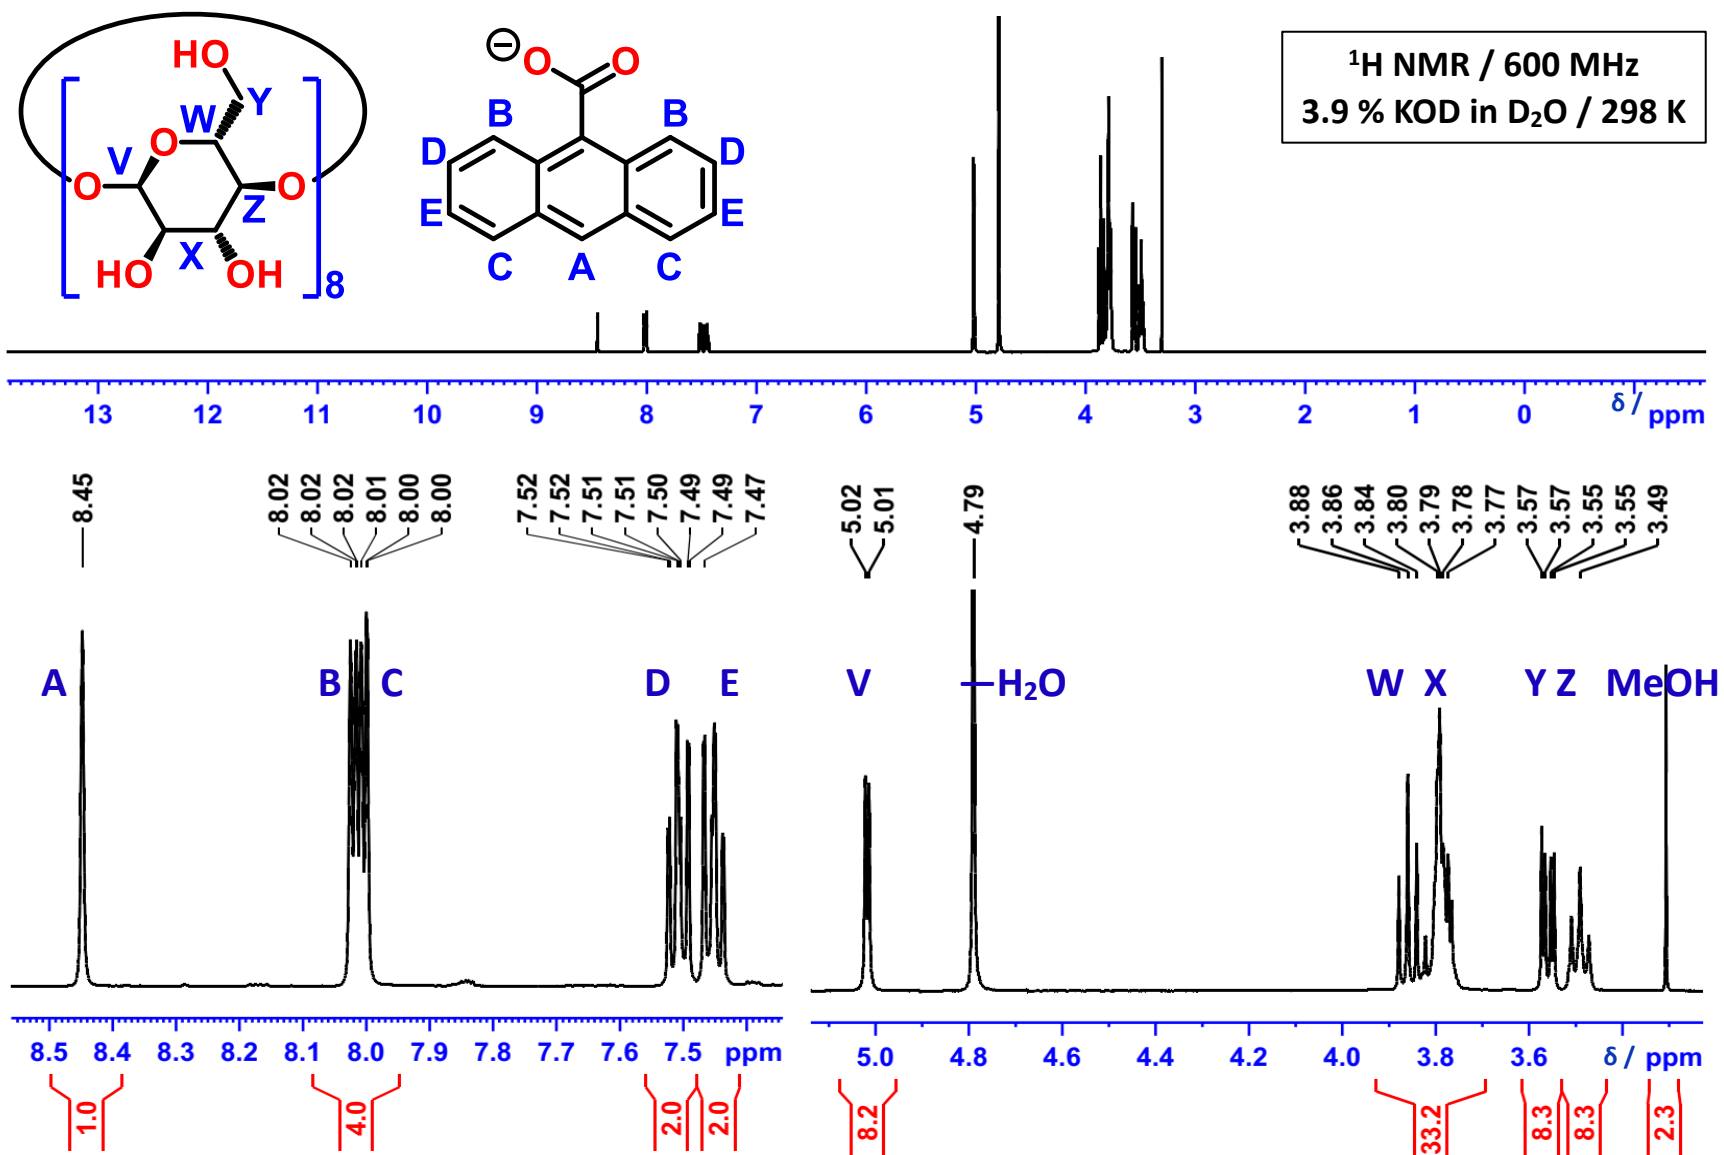 HO
Y
W
O
V
O
O
Z
X
HO
OH
8
⊖
O
O
B
B
D
D
E
E
C
A
C
¹H NMR / 600 MHz
3.9 % KOD in D₂O / 298 K
13 12 11 10 9 8 7 6 5 4 3 2 1 0 δ / ppm
8.45
8.02
8.02
8.02
8.01
8.00
8.00
7.52
7.52
7.51
7.51
7.50
7.49
7.49
7.47
5.02
5.01
4.79
3.88
3.86
3.84
3.80
3.79
3.78
3.77
3.57
3.57
3.55
3.55
3.49
A B C D E V H₂O W X Y Z MeOH
8.5 8.4 8.3 8.2 8.1 8.0 7.9 7.8 7.7 7.6 7.5 ppm
5.0 4.8 4.6 4.4 4.2 4.0 3.8 3.6 δ / ppm
1.0
4.0
2.0
2.0
8.2
33.2
8.3
8.3
2.3